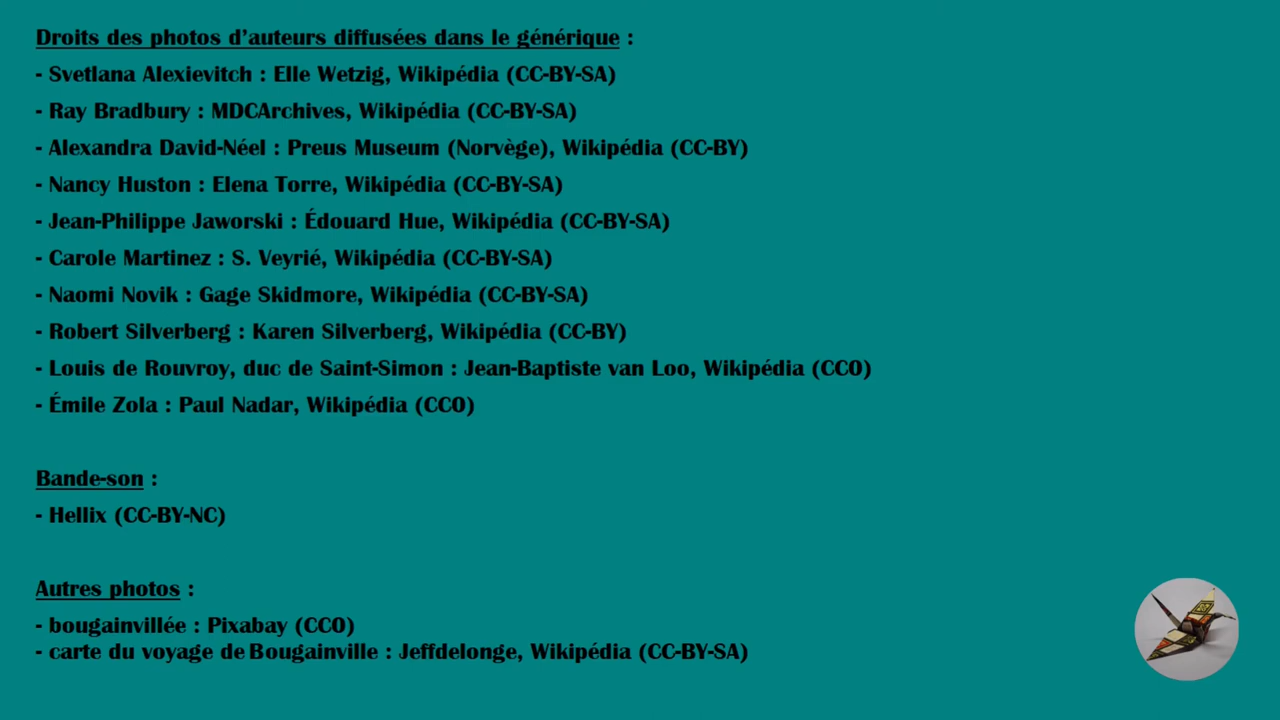 Droits des photos d’auteurs diffusées dans le générique :
- Svetlana Alexievitch : Elle Wetzig, Wikipédia (CC-BY-SA)
- Ray Bradbury : MDCArchives, Wikipédia (CC-BY-SA)
- Alexandra David-Néel : Preus Museum (Norvège), Wikipédia (CC-BY)
- Nancy Huston : Elena Torre, Wikipédia (CC-BY-SA)
- Jean-Philippe Jaworski : Édouard Hue, Wikipédia (CC-BY-SA)
- Carole Martinez : S. Veyrié, Wikipédia (CC-BY-SA)
- Naomi Novik : Gage Skidmore, Wikipédia (CC-BY-SA)
- Robert Silverberg : Karen Silverberg, Wikipédia (CC-BY)
- Louis de Rouvroy, duc de Saint-Simon : Jean-Baptiste van Loo, Wikipédia (CC0)
- Émile Zola : Paul Nadar, Wikipédia (CC0)
Bande-son :
- Hellix (CC-BY-NC)
Autres photos :
- bougainvillée : Pixabay (CC0)
- carte du voyage de Bougainville : Jeffdelonge, Wikipédia (CC-BY-SA)